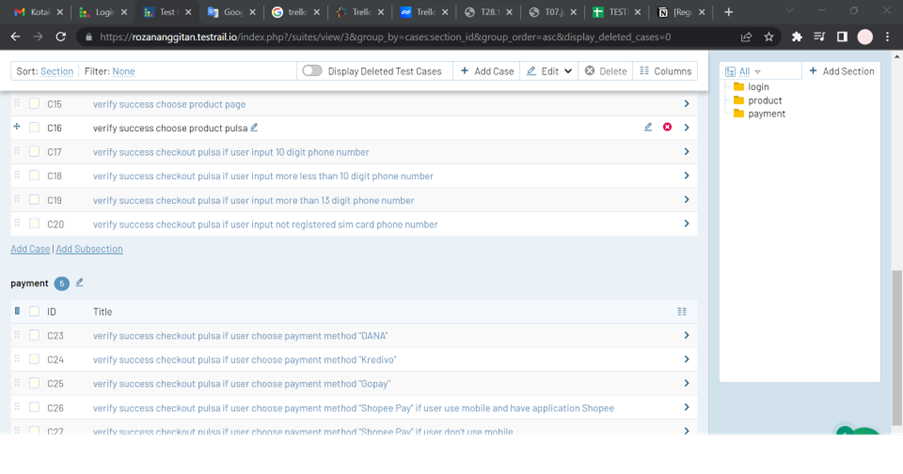 Kotak
Login
Test
Goog
trello
Trello
Trello
T28.1
T07.j
TEST
[Reg
https://rozananggitan.testrail.io/index.php?/suites/view/3&group_by=cases:section_id&group_order=asc&display_deleted_cases=0
Sort: Section Filter: None Display Deleted Test Cases + Add Case Edit Delete Columns
All + Add Section
login
product
payment
C15 verify success choose product page
C16 verify success choose product pulsa
C17 verify success checkout pulsa if user input 10 digit phone number
C18 verify success checkout pulsa if user input more less than 10 digit phone number
C19 verify success checkout pulsa if user input more than 13 digit phone number
C20 verify success checkout pulsa if user input not registered sim card phone number
Add Case | Add Subsection
payment 5
ID Title
C23 verify success checkout pulsa if user choose payment method "DANA"
C24 verify success checkout pulsa if user choose payment method "Kredivo"
C25 verify success checkout pulsa if user choose payment method "Gopay"
C26 verify success checkout pulsa if user choose payment method "Shopee Pay" if user use mobile and have application Shopee
C27 verify success checkout pulsa if user choose payment method "Shopee Pay" if user don't use mobile